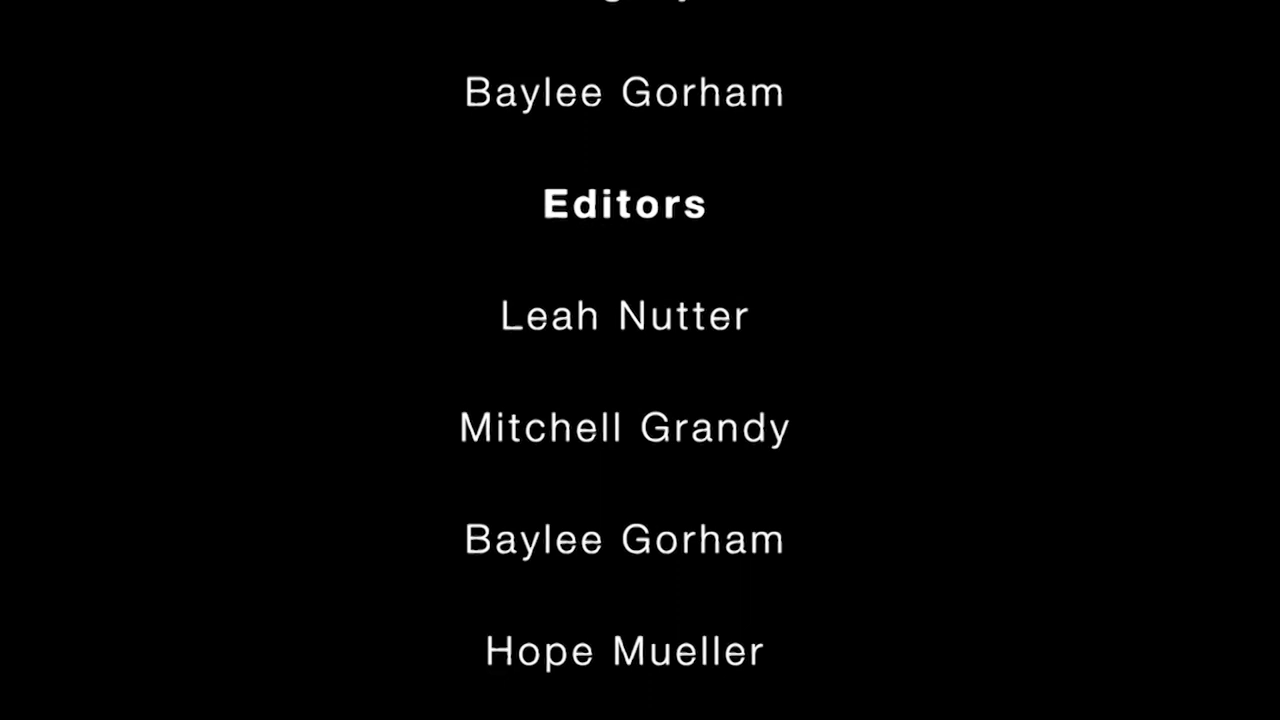 Baylee Gorham
Editors
Leah Nutter
Mitchell Grandy
Baylee Gorham
Hope Mueller